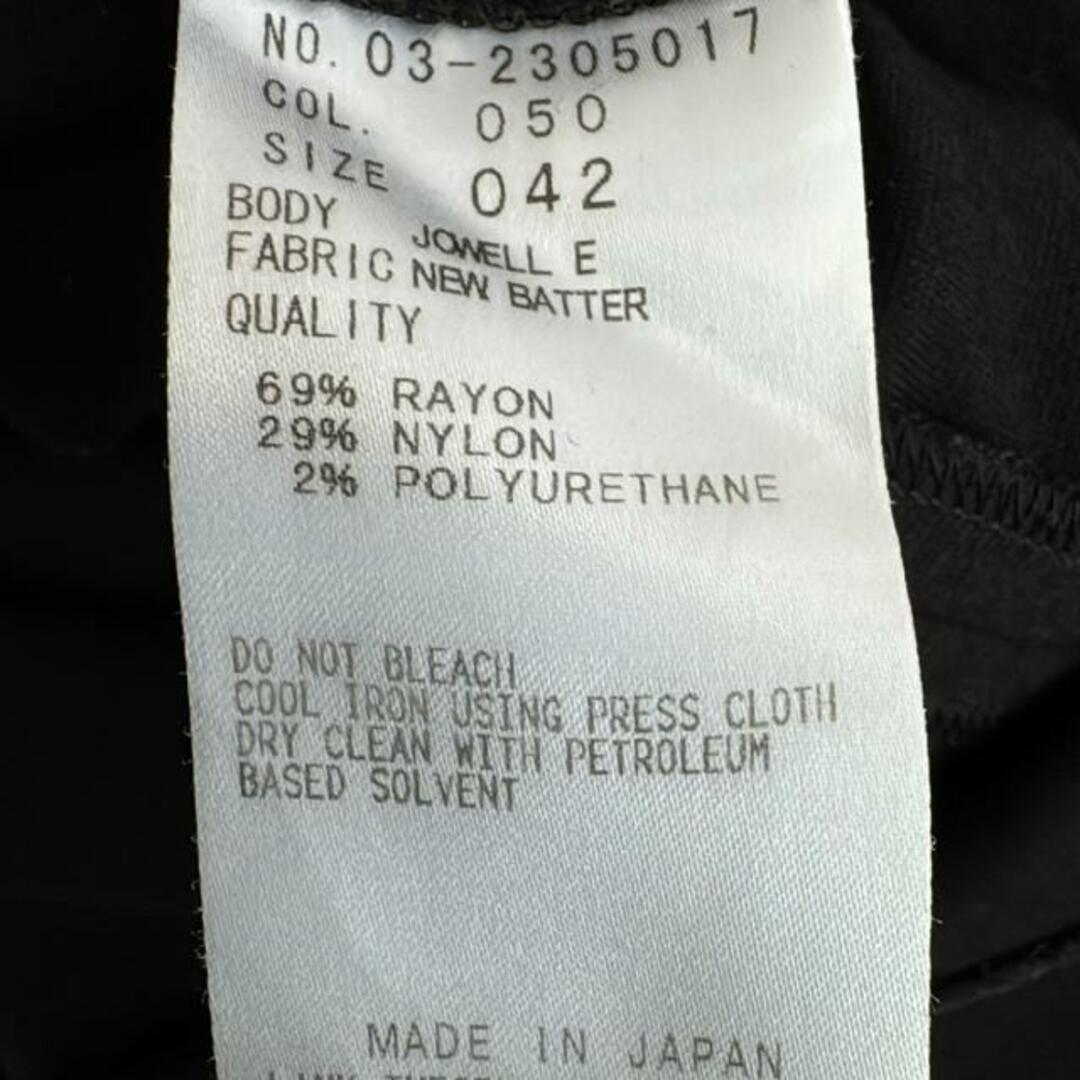 NO. 03-2305017
COL. 050
SIZE 042
BODY
FABRIC JOWELL E
NEW BATTER
QUALITY
69% RAYON
29% NYLON
2% POLYURETHANE
DO NOT BLEACH
COOL IRON USING PRESS CLOTH
DRY CLEAN WITH PETROLEUM
BASED SOLVENT
MADE IN JAPAN